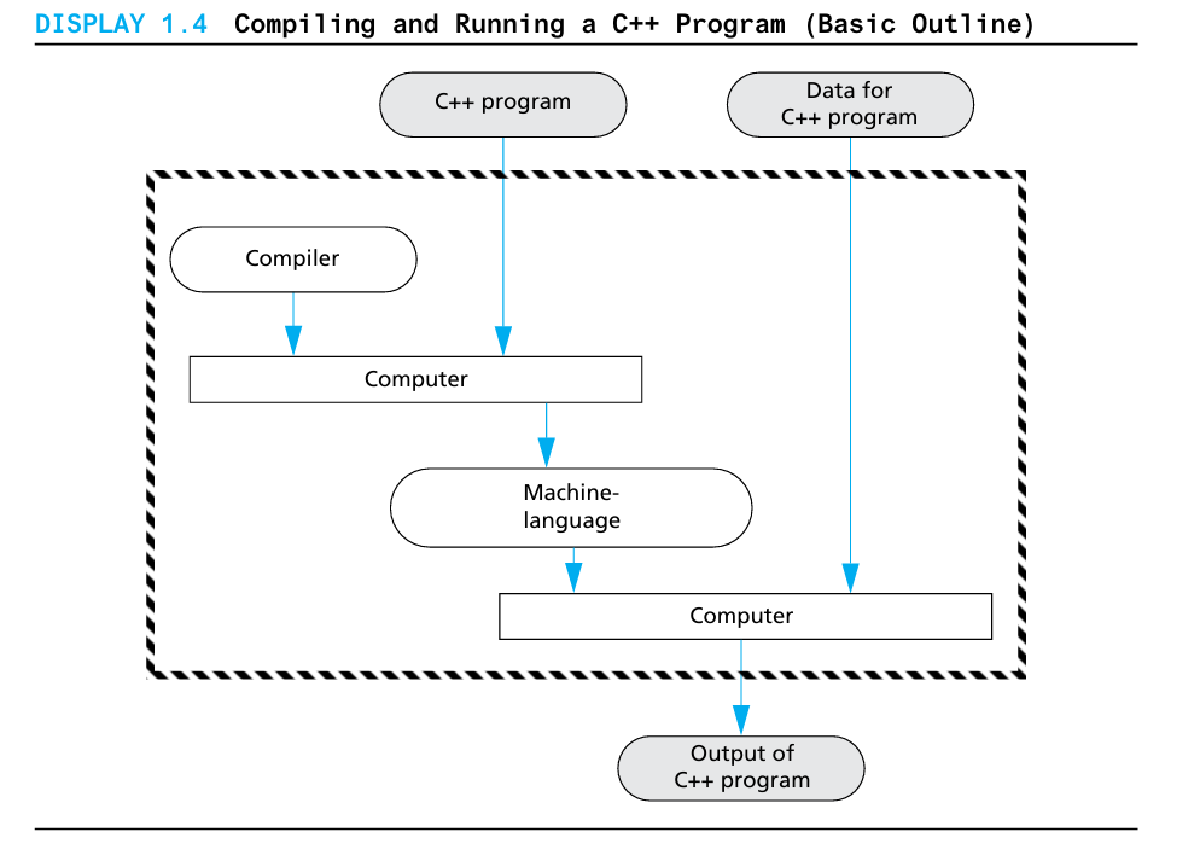 DISPLAY 1.4 Compiling and Running a C++ Program (Basic Outline)
C++ program
Data for
C++ program
Compiler
Computer
Machine-
language
Computer
Output of
C++ program